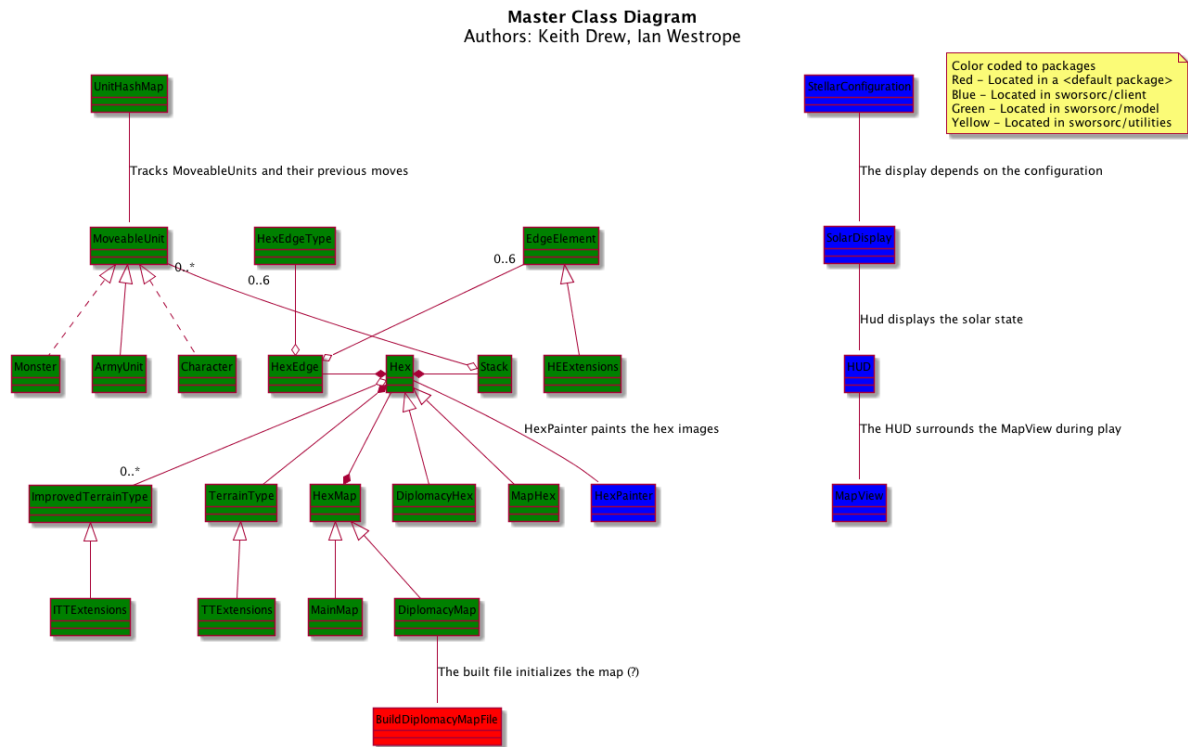 Master Class Diagram
Authors: Keith Drew, Ian Westrope
Color coded to packages
Red - Located in a <default package>
Blue - Located in sworsorc/client
Green - Located in sworsorc/model
Yellow - Located in sworsorc/utilities
UnitHashMap
StellarConfiguration
Tracks MoveableUnits and their previous moves
The display depends on the configuration
MoveableUnit
HexEdgeType
EdgeElement
SolarDisplay
0..*
0..6
0..6
Hud displays the solar state
Monster
ArmyUnit
Character
HexEdge
Hex
Stack
HEExtensions
HUD
HexPainter paints the hex images
The HUD surrounds the MapView during play
0..*
ImprovedTerrainType
TerrainType
HexMap
DiplomacyHex
MapHex
HexPainter
MapView
ITTExtensions
TTExtensions
MainMap
DiplomacyMap
The built file initializes the map (?)
BuildDiplomacyMapFile